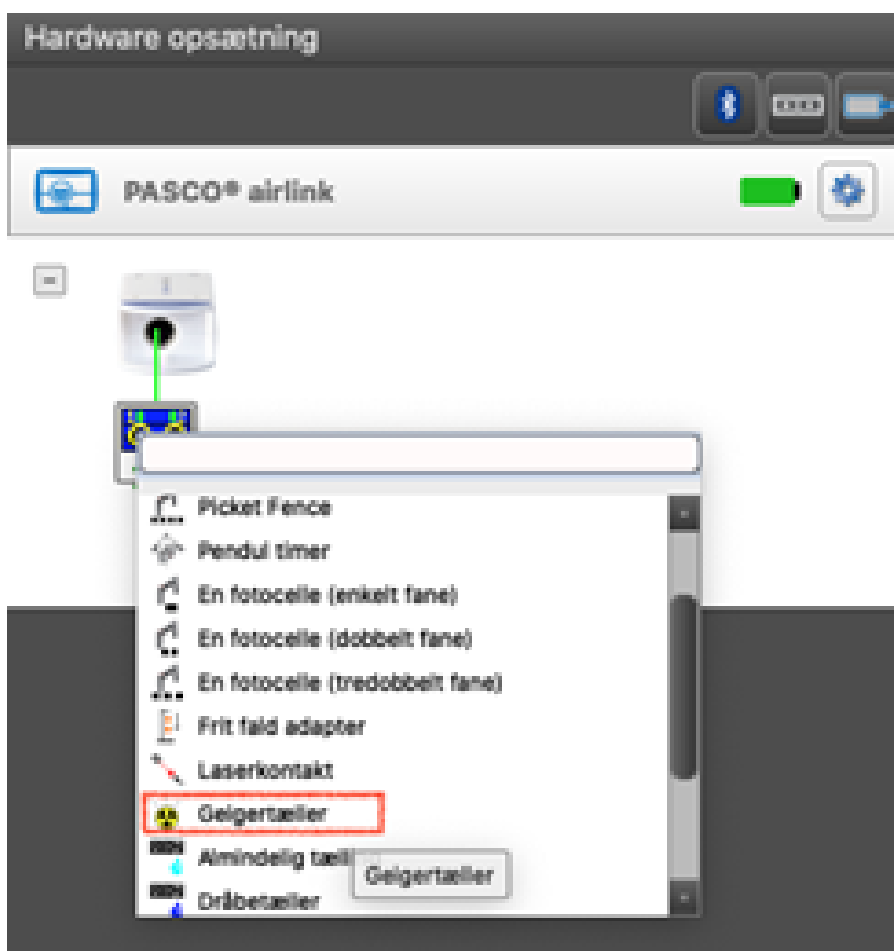 Hardware opsætning
PASCO® airlink
Picket Fence
Pendul timer
En fotocelle (enkelt fane)
En fotocelle (dobbelt fane)
En fotocelle (tredobbelt fane)
Frit fald adapter
Laserkontakt
Geigertæller
Almindelig
Geigertæller
Dråbetæller